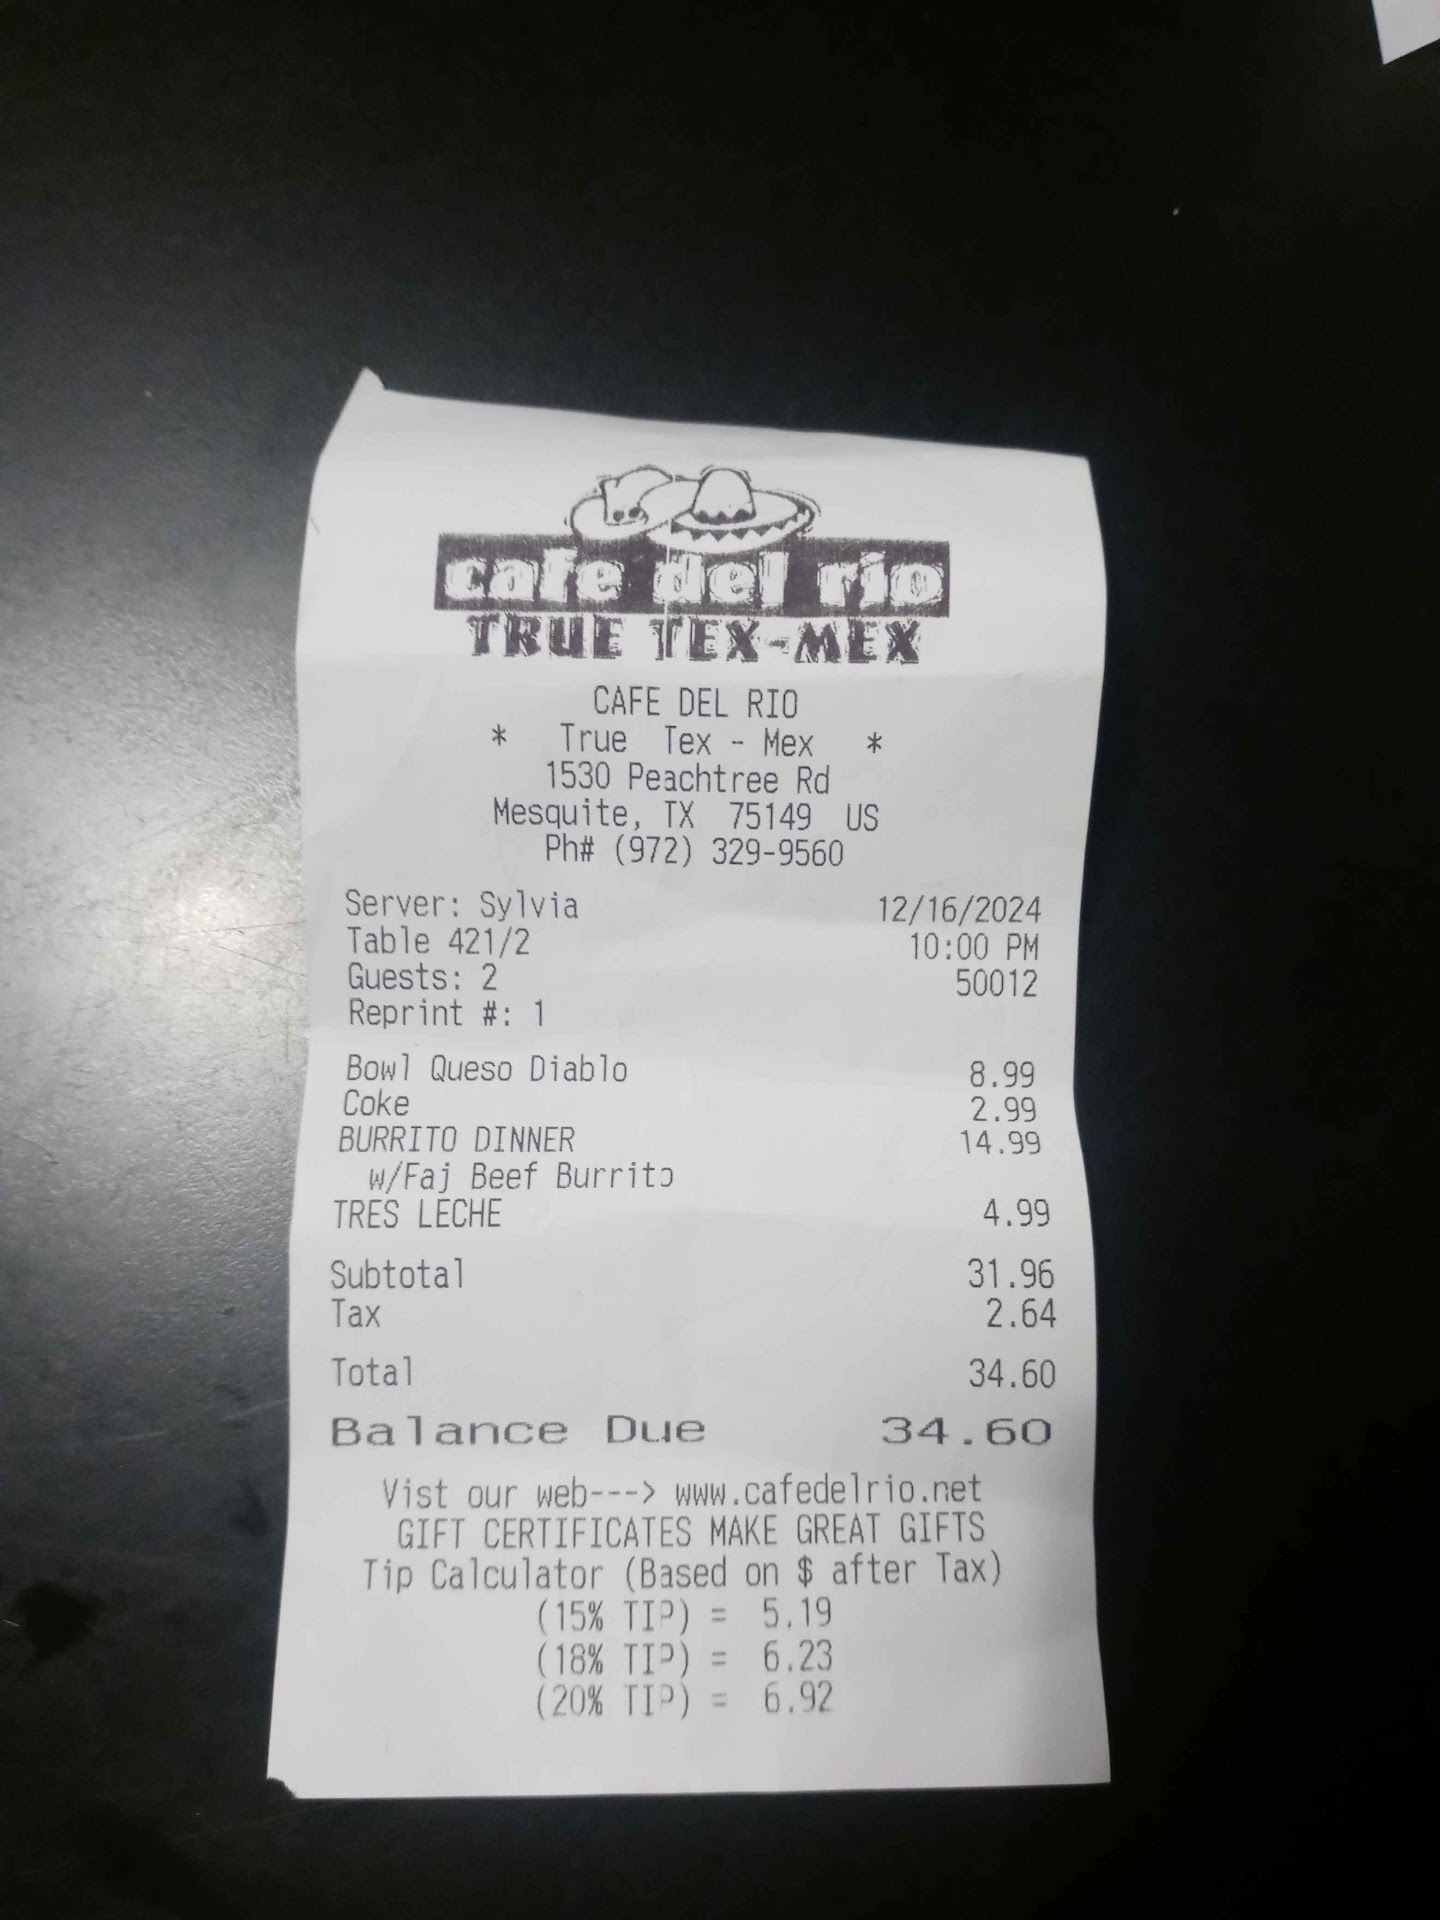 cafe del rio
TRUE TEX-MEX
CAFE DEL RIO
* True Tex - Mex *
1530 Peachtree Rd
Mesquite, TX 75149 US
Ph# (972) 329-9560
Server: Sylvia 12/16/2024
Table 421/2 10:00 PM
Guests: 2 50012
Reprint #: 1
Bowl Queso Diablo 8.99
Coke 2.99
BURRITO DINNER 14.99
w/Faj Beef Burrito
TRES LECHE 4.99
Subtotal 31.96
Tax 2.64
Total 34.60
Balance Due 34.60
Vist our web---> www.cafedelrio.net
GIFT CERTIFICATES MAKE GREAT GIFTS
Tip Calculator (Based on $ after Tax)
(15% TIP) = 5.19
(18% TIP) = 6.23
(20% TIP) = 6.92